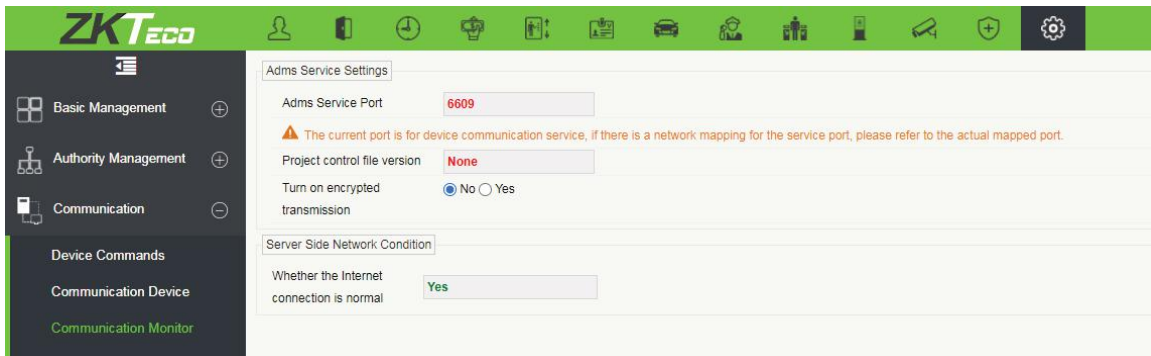 ZKTECO
Adms Service Settings
Adms Service Port
6609
The current port is for device communication service, if there is a network mapping for the service port, please refer to the actual mapped port.
Project control file version
None
Turn on encrypted
transmission
No Yes
Server Side Network Condition
Whether the Internet
connection is normal
Yes
Basic Management
Authority Management
Communication
Device Commands
Communication Device
Communication Monitor